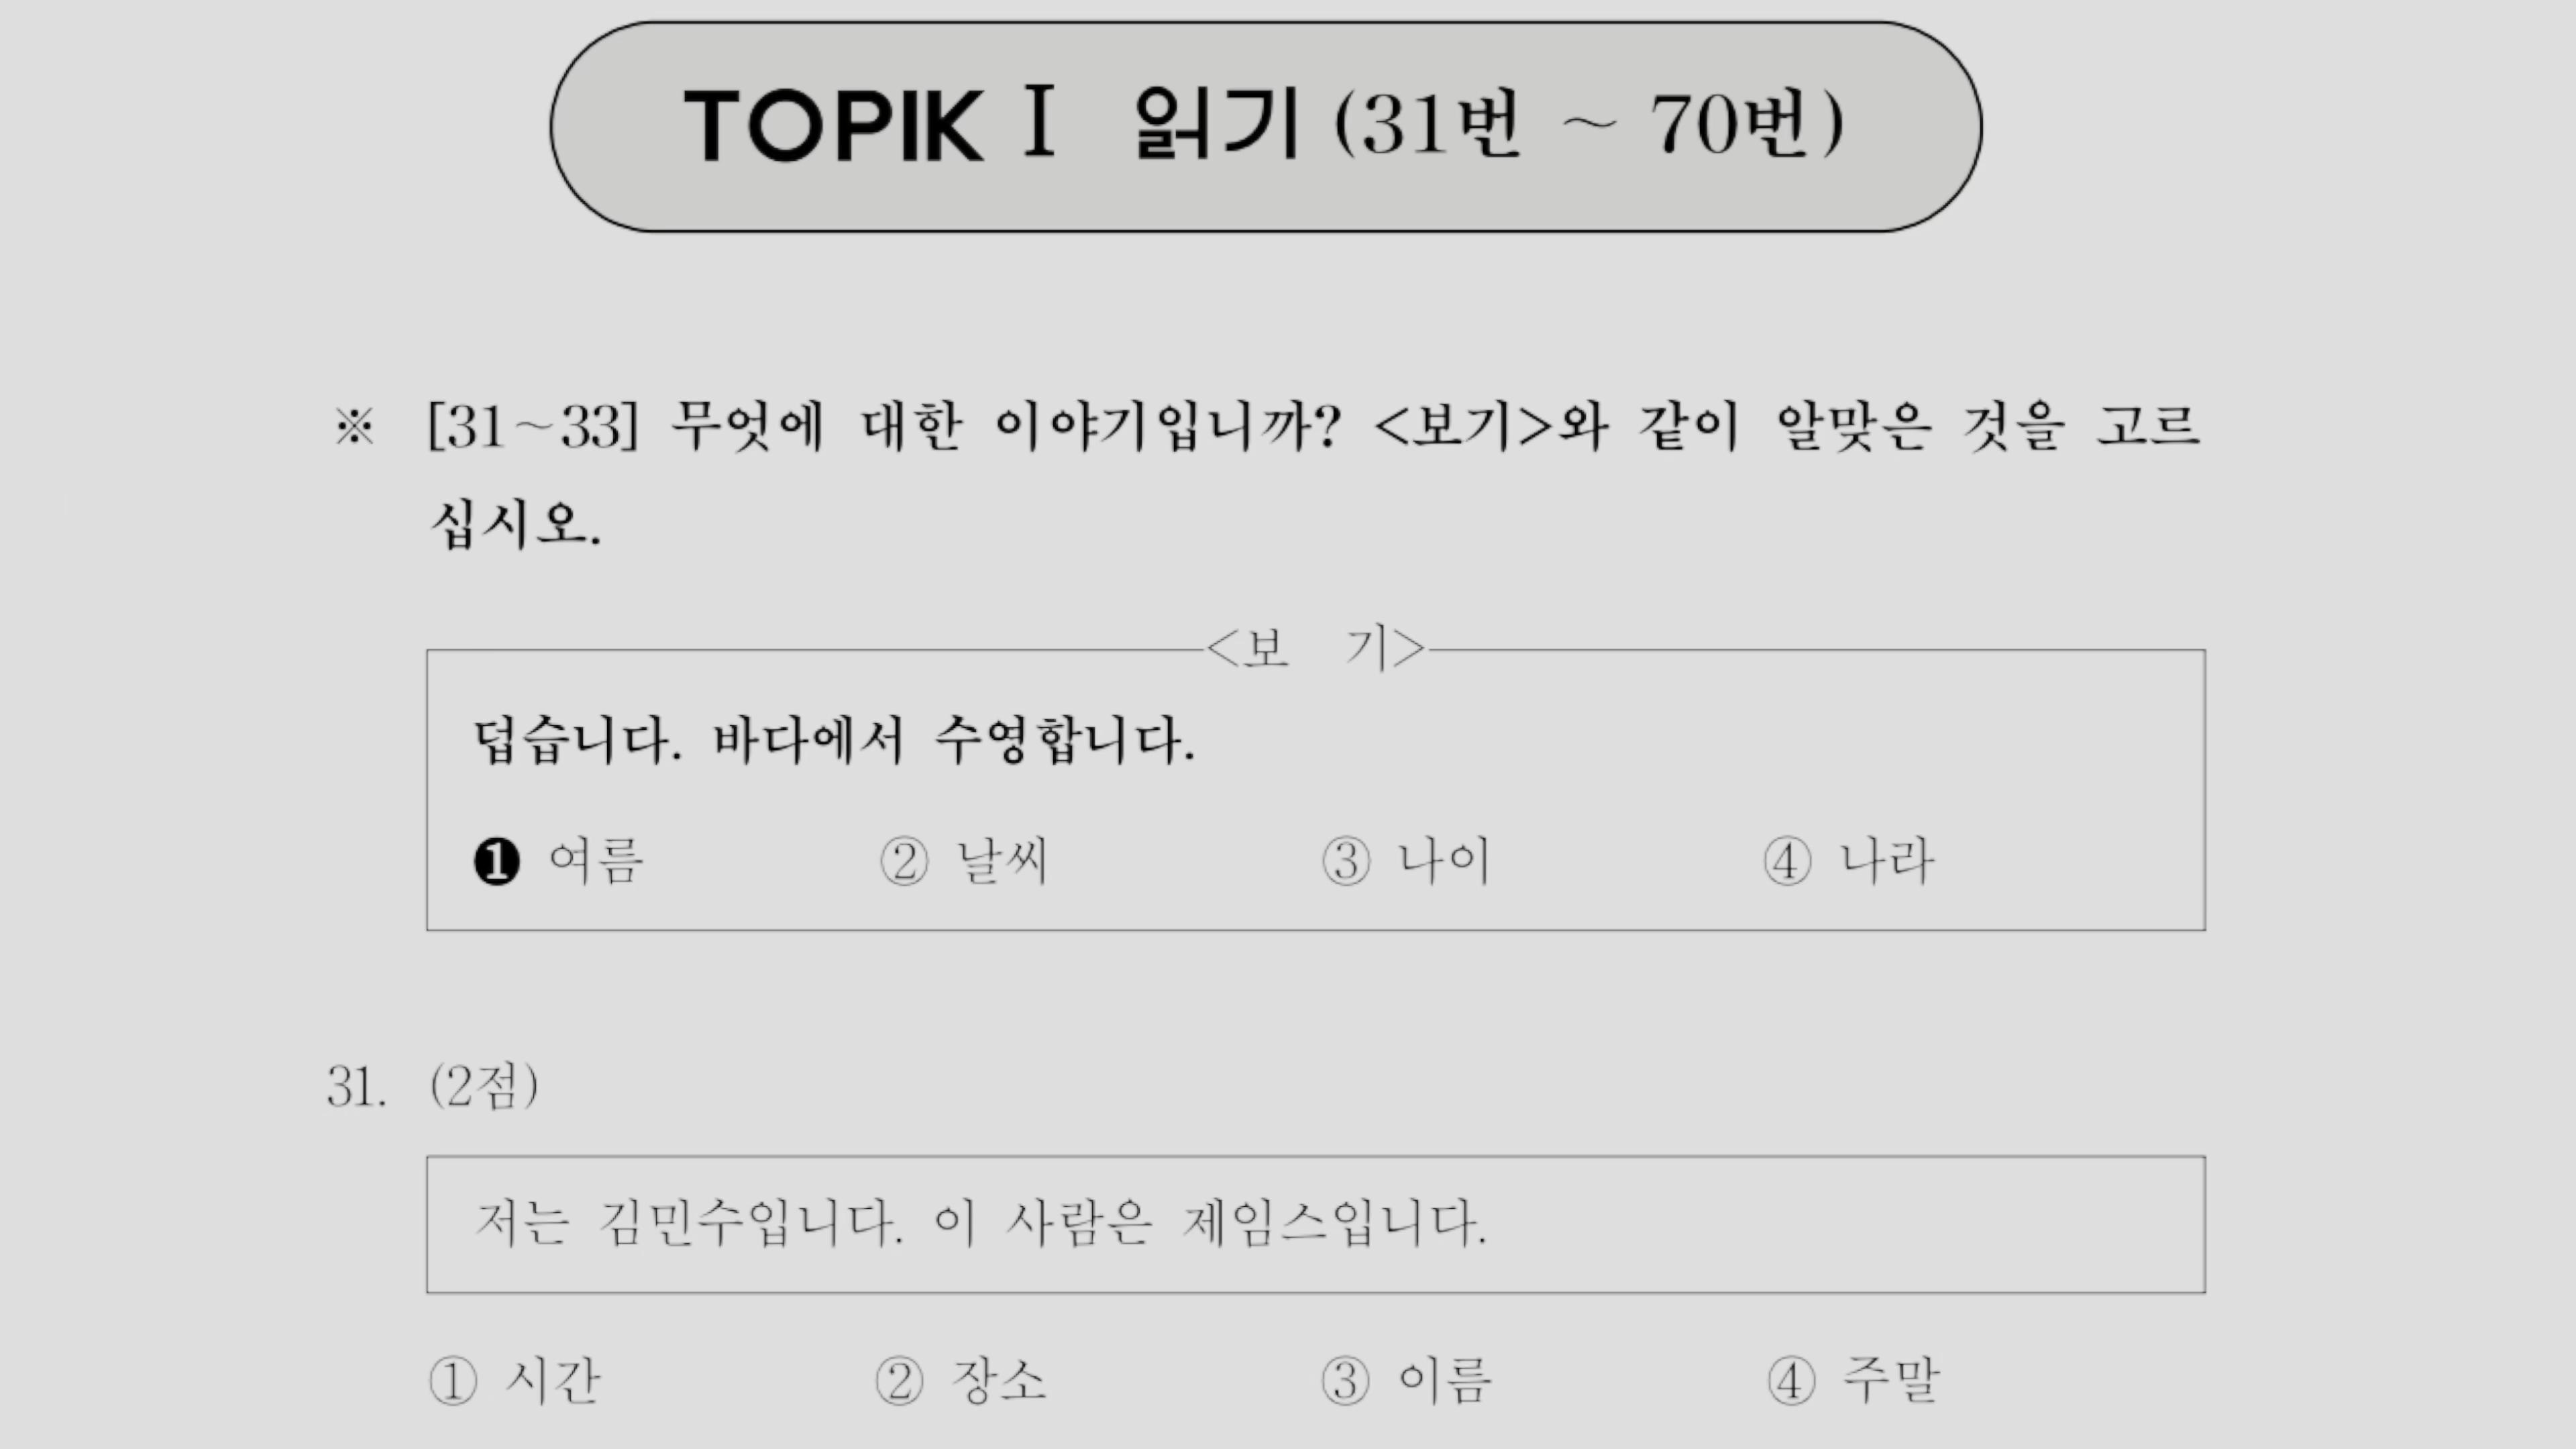 TOPIK Ⅰ 읽기 (31번 ~ 70번)
※ [31~33] 무엇에 대한 이야기입니까? <보기>와 같이 알맞은 것을 고르
십시오.
<보 기>
덥습니다. 바다에서 수영합니다.
❶ 여름 ② 날씨 ③ 나이 ④ 나라
31. (2점)
저는 김민수입니다. 이 사람은 제임스입니다.
① 시간 ② 장소 ③ 이름 ④ 주말